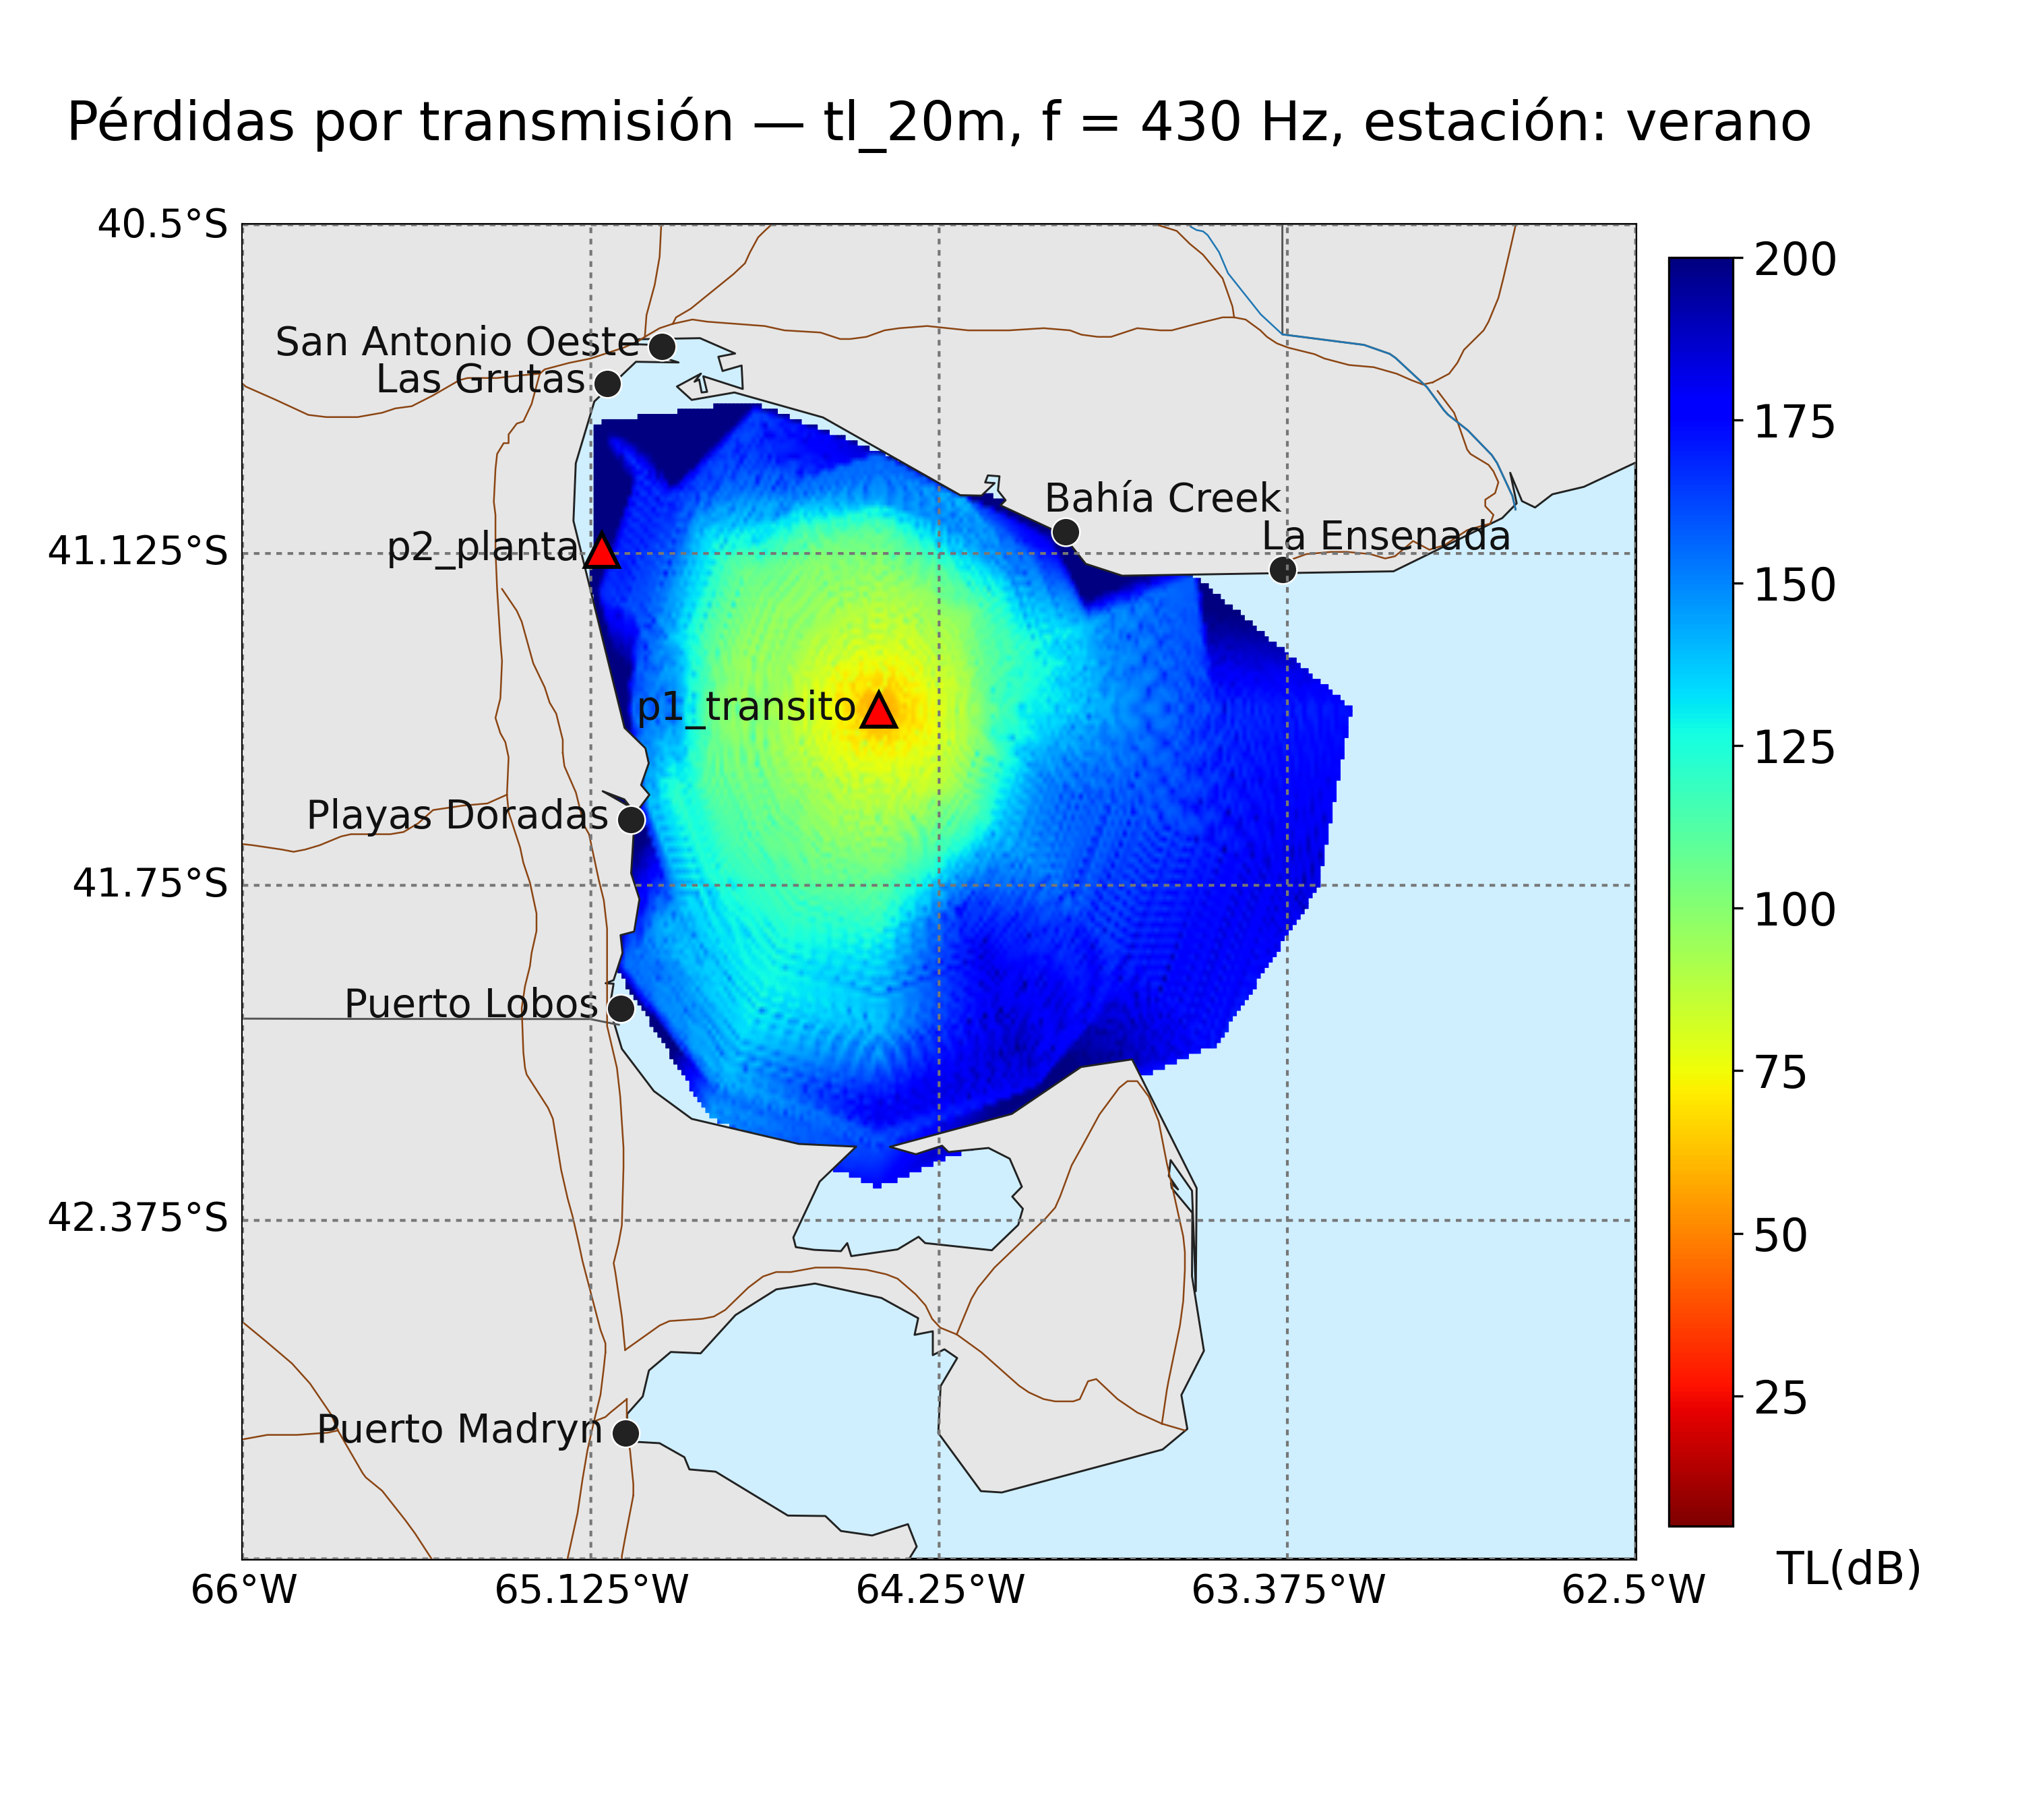 Pérdidas por transmisión — tl_20m, f = 430 Hz, estación: verano
40.5°S
200
San Antonio Oeste
Las Grutas
175
Bahía Creek
La Ensenada
p2_planta
41.125°S
150
p1_transito
125
Playas Doradas
41.75°S
100
Puerto Lobos
75
42.375°S
50
25
Puerto Madryn
TL(dB)
66°W
65.125°W
64.25°W
63.375°W
62.5°W